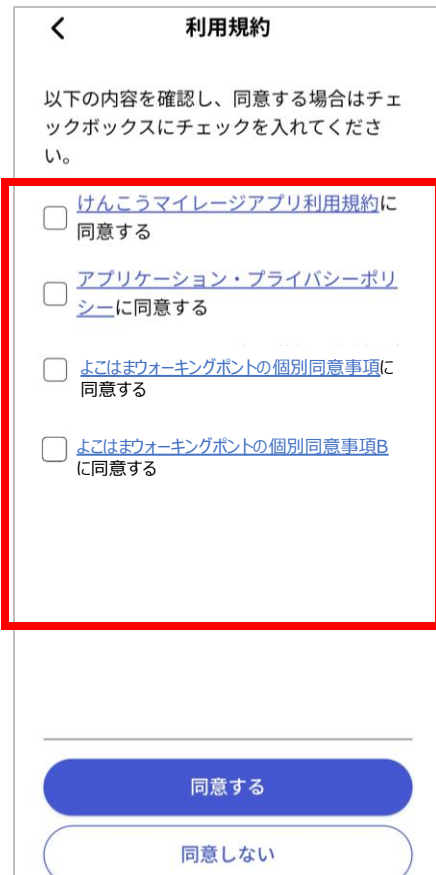 利用規約
以下の内容を確認し、同意する場合はチェ
ックボックスにチェックを入れてくださ
い。
けんこうマイレージアプリ利用規約に
同意する
アプリケーション・プライバシーポリ
シーに同意する
よこはまウォーキングポントの個別同意事項に
同意する
よこはまウォーキングポントの個別同意事項B
に同意する
同意する
同意しない